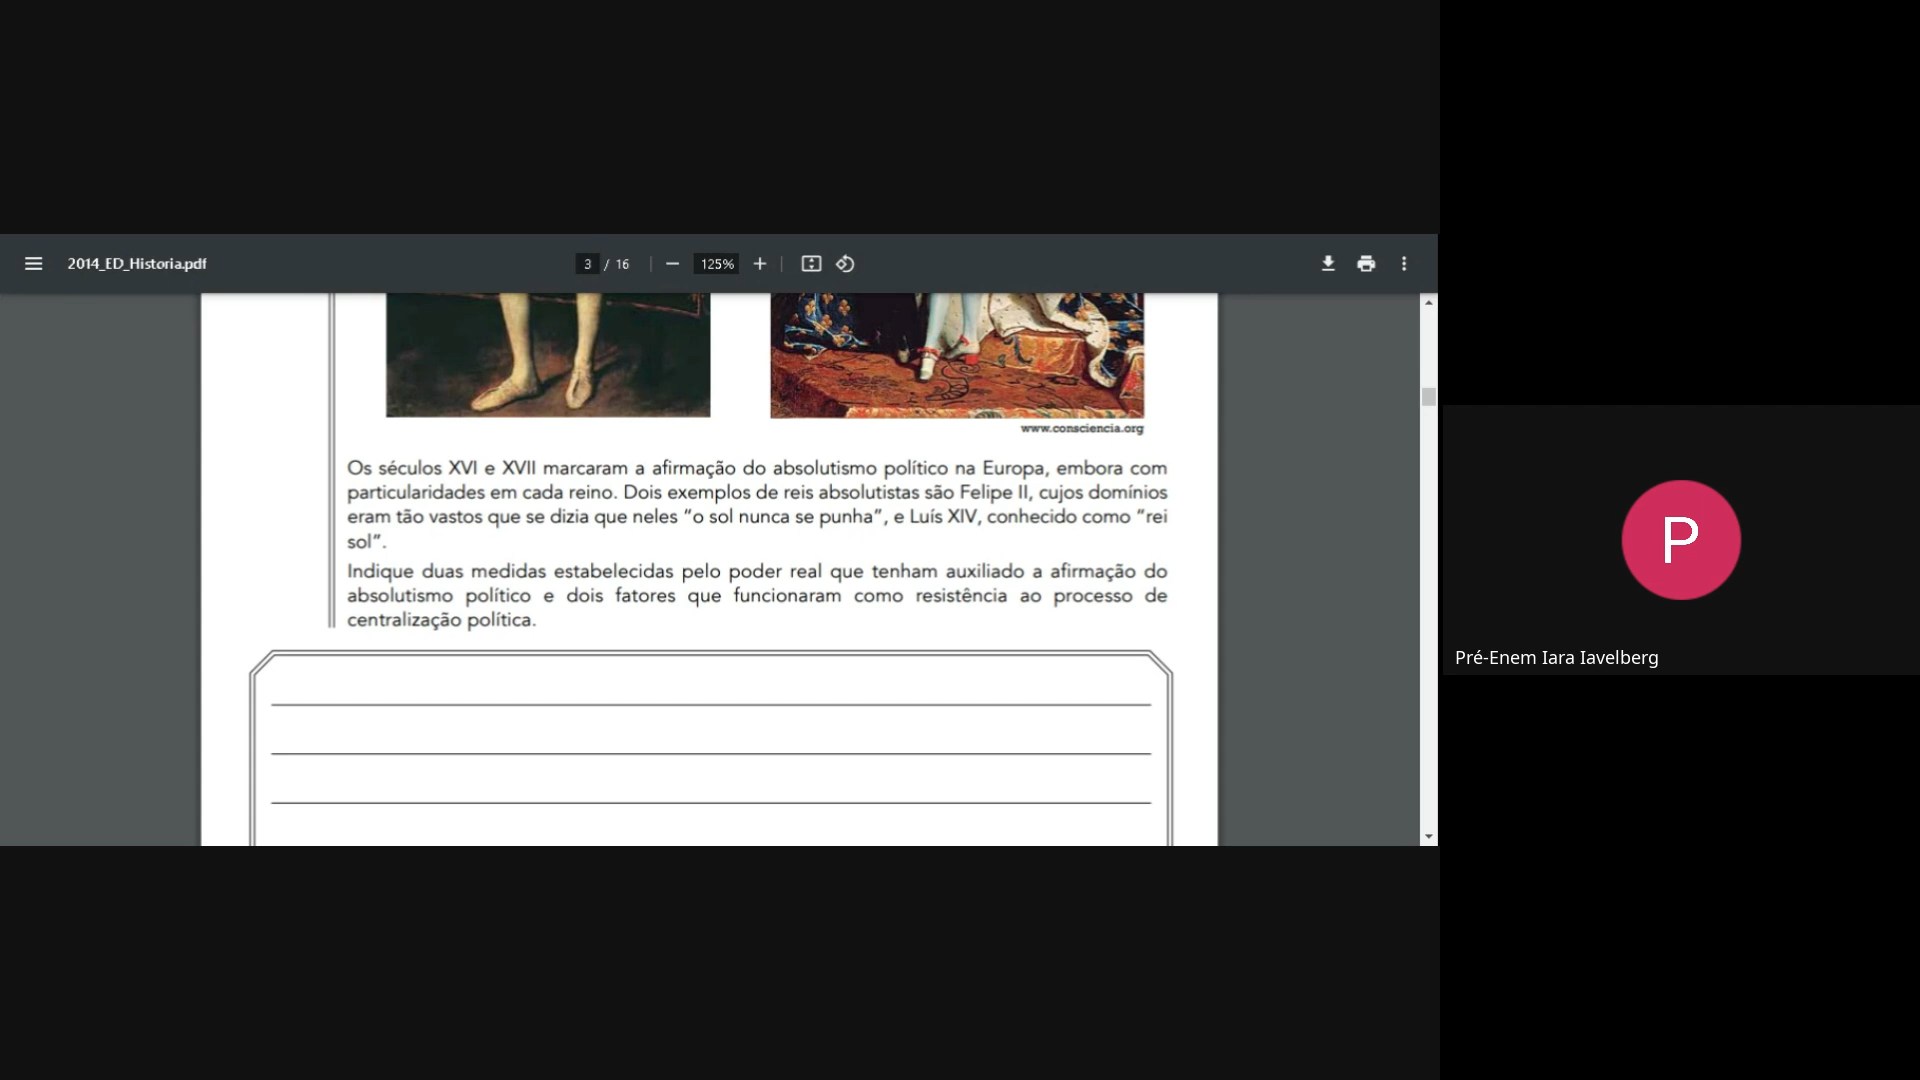 2014_ED_Historia.pdf
3 / 16
125%
www.consciencia.org
Os séculos XVI e XVII marcaram a afirmação do absolutismo político na Europa, embora com
particularidades em cada reino. Dois exemplos de reis absolutistas são Felipe II, cujos domínios
eram tão vastos que se dizia que neles “o sol nunca se punha”, e Luís XIV, conhecido como “rei
sol”.
Indique duas medidas estabelecidas pelo poder real que tenham auxiliado a afirmação do
absolutismo político e dois fatores que funcionaram como resistência ao processo de
centralização política.
P
Pré-Enem Iara Iavelberg